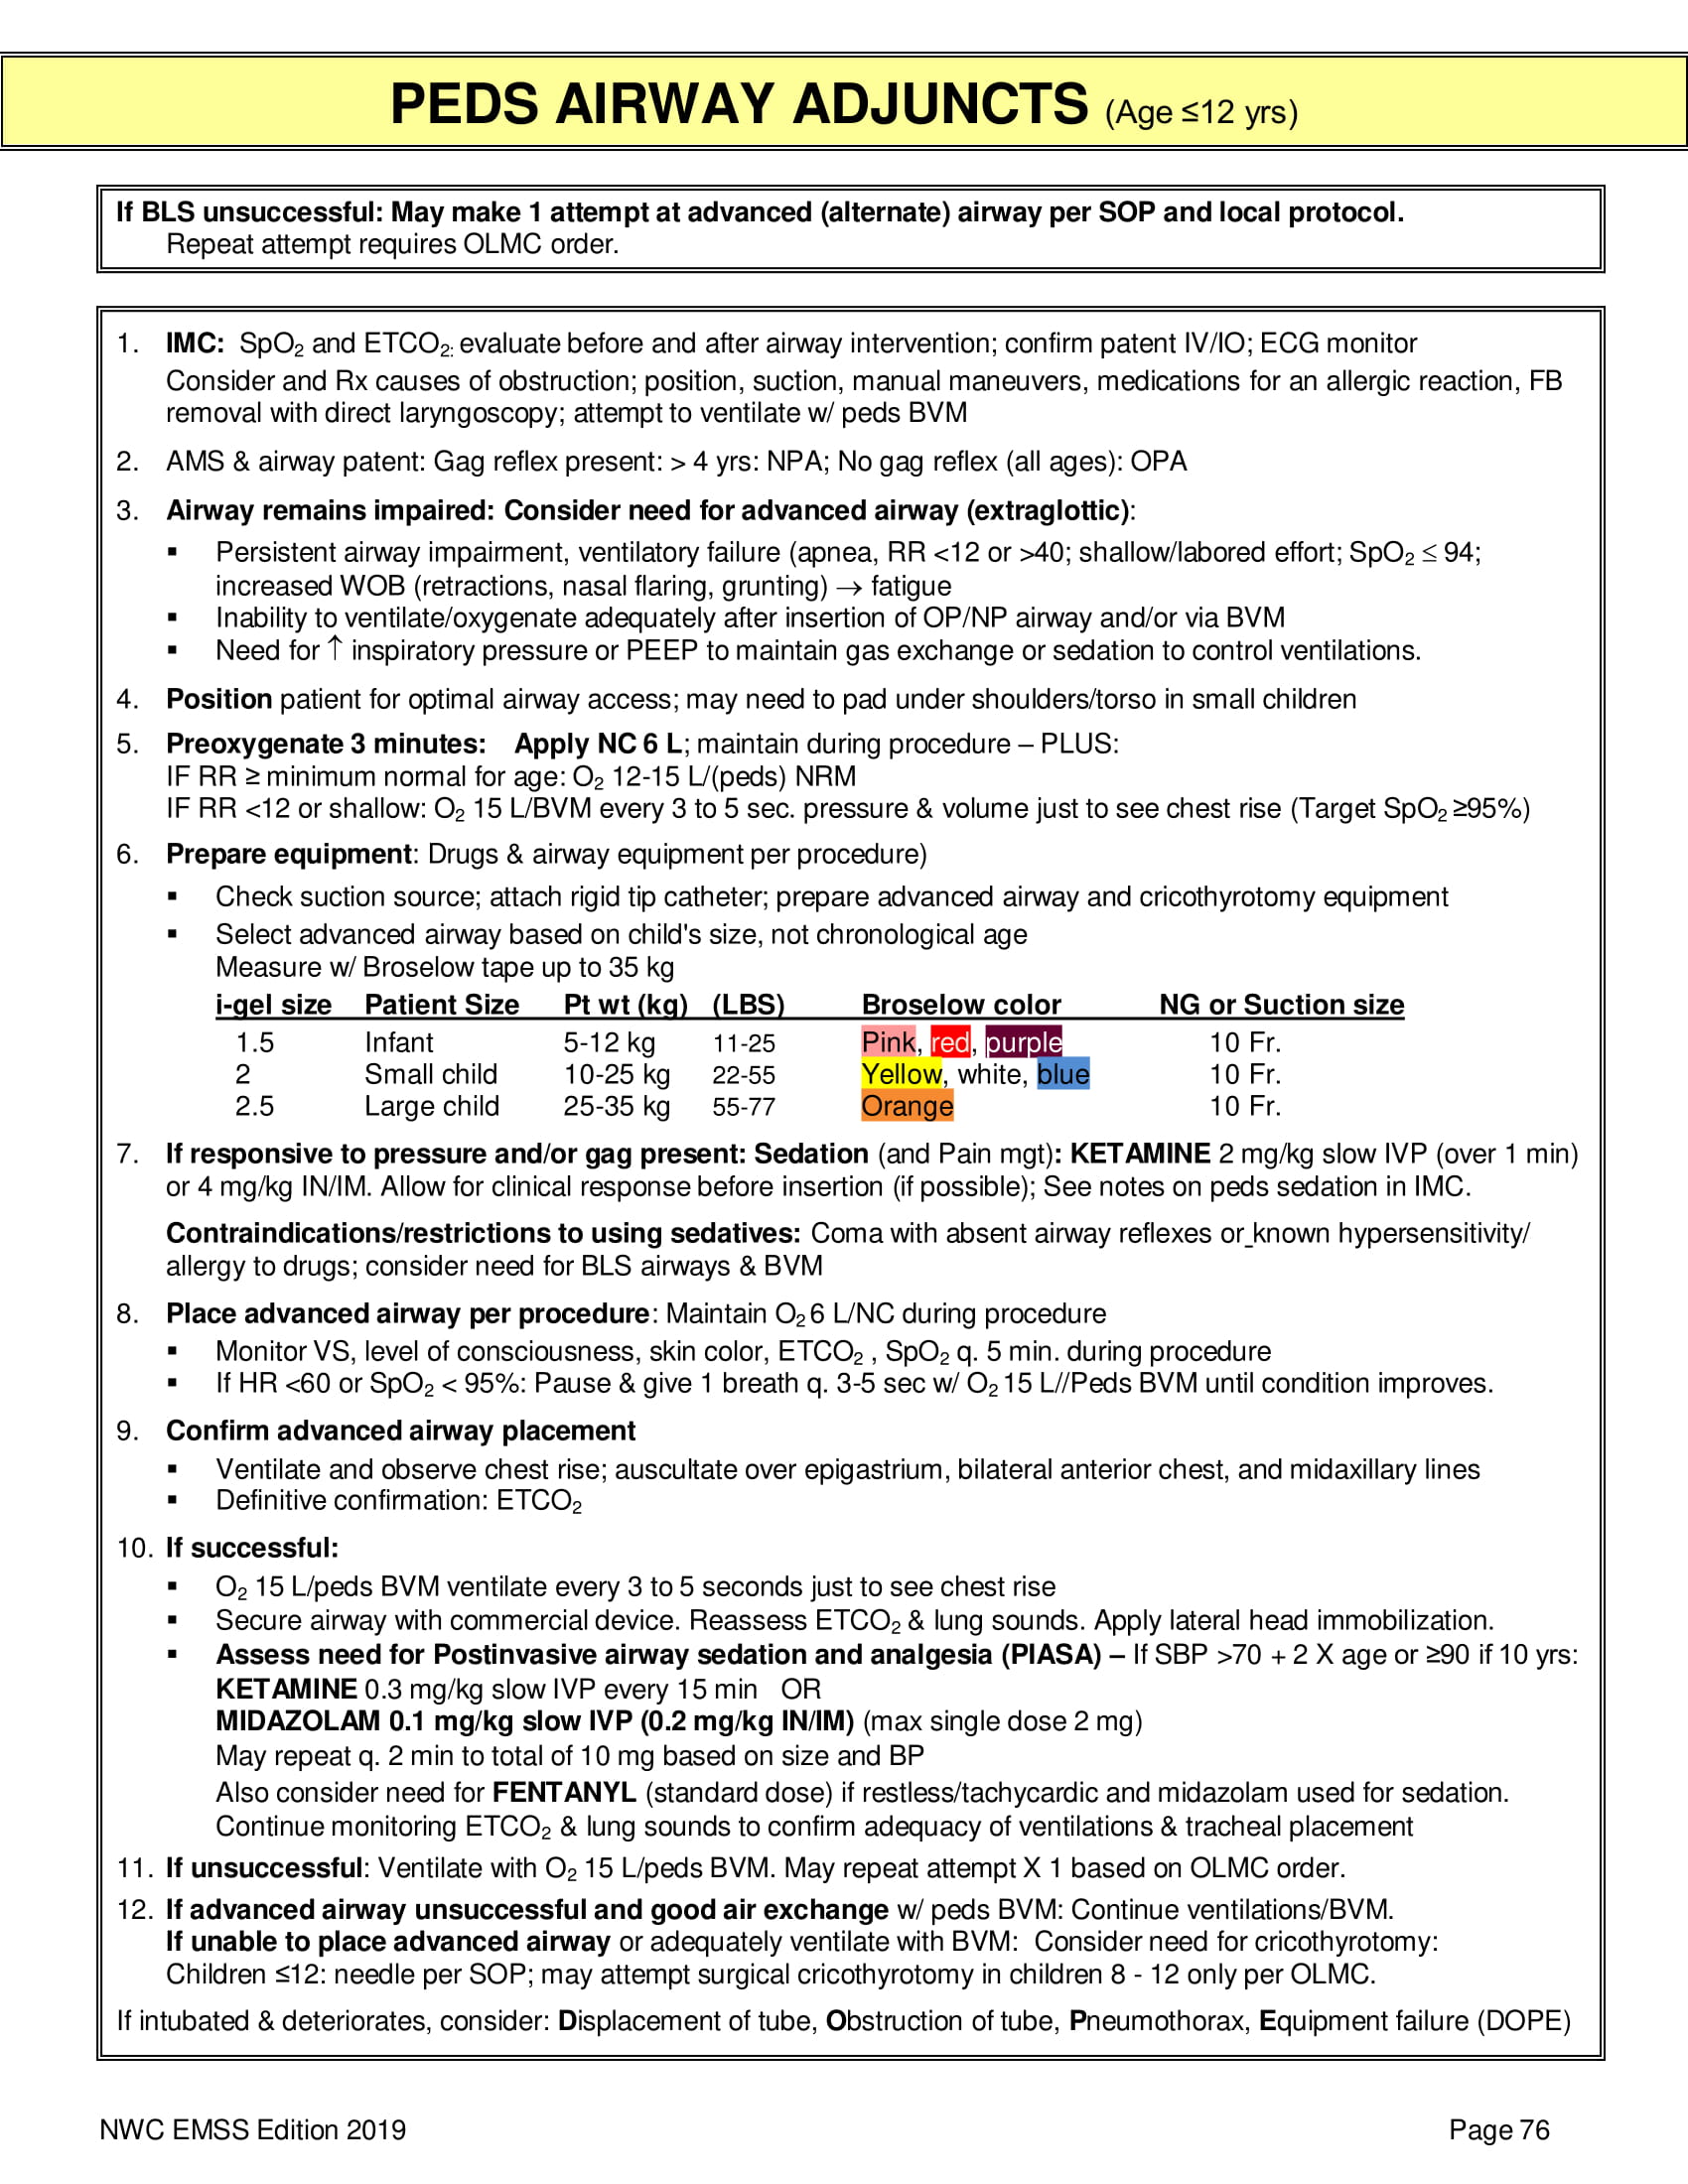 PEDS AIRWAY ADJUNCTS (Age ≤12 yrs)
If BLS unsuccessful: May make 1 attempt at advanced (alternate) airway per SOP and local protocol.
Repeat attempt requires OLMC order.
1. IMC: SpO2 and ETCO2: evaluate before and after airway intervention; confirm patent IV/IO; ECG monitor
Consider and Rx causes of obstruction; position, suction, manual maneuvers, medications for an allergic reaction, FB
removal with direct laryngoscopy; attempt to ventilate w/ peds BVM
2. AMS & airway patent: Gag reflex present: > 4 yrs: NPA; No gag reflex (all ages): OPA
3. Airway remains impaired: Consider need for advanced airway (extraglottic):
▪ Persistent airway impairment, ventilatory failure (apnea, RR <12 or >40; shallow/labored effort; SpO2 ≤ 94;
increased WOB (retractions, nasal flaring, grunting) → fatigue
▪ Inability to ventilate/oxygenate adequately after insertion of OP/NP airway and/or via BVM
▪ Need for ↑ inspiratory pressure or PEEP to maintain gas exchange or sedation to control ventilations.
4. Position patient for optimal airway access; may need to pad under shoulders/torso in small children
5. Preoxygenate 3 minutes: Apply NC 6 L; maintain during procedure – PLUS:
IF RR ≥ minimum normal for age: O2 12-15 L/(peds) NRM
IF RR <12 or shallow: O2 15 L/BVM every 3 to 5 sec. pressure & volume just to see chest rise (Target SpO2 ≥95%)
6. Prepare equipment: Drugs & airway equipment per procedure)
▪ Check suction source; attach rigid tip catheter; prepare advanced airway and cricothyrotomy equipment
▪ Select advanced airway based on child's size, not chronological age
Measure w/ Broselow tape up to 35 kg
i-gel size Patient Size Pt wt (kg) (LBS) Broselow color NG or Suction size
1.5 Infant 5-12 kg 11-25 Pink, red, purple 10 Fr.
2 Small child 10-25 kg 22-55 Yellow, white, blue 10 Fr.
2.5 Large child 25-35 kg 55-77 Orange 10 Fr.
7. If responsive to pressure and/or gag present: Sedation (and Pain mgt): KETAMINE 2 mg/kg slow IVP (over 1 min)
or 4 mg/kg IN/IM. Allow for clinical response before insertion (if possible); See notes on peds sedation in IMC.
Contraindications/restrictions to using sedatives: Coma with absent airway reflexes or known hypersensitivity/
allergy to drugs; consider need for BLS airways & BVM
8. Place advanced airway per procedure: Maintain O2 6 L/NC during procedure
▪ Monitor VS, level of consciousness, skin color, ETCO2 , SpO2 q. 5 min. during procedure
▪ If HR <60 or SpO2 < 95%: Pause & give 1 breath q. 3-5 sec w/ O2 15 L//Peds BVM until condition improves.
9. Confirm advanced airway placement
▪ Ventilate and observe chest rise; auscultate over epigastrium, bilateral anterior chest, and midaxillary lines
▪ Definitive confirmation: ETCO2
10. If successful:
▪ O2 15 L/peds BVM ventilate every 3 to 5 seconds just to see chest rise
▪ Secure airway with commercial device. Reassess ETCO2 & lung sounds. Apply lateral head immobilization.
▪ Assess need for Postinvasive airway sedation and analgesia (PIASA) – If SBP >70 + 2 X age or ≥90 if 10 yrs:
KETAMINE 0.3 mg/kg slow IVP every 15 min OR
MIDAZOLAM 0.1 mg/kg slow IVP (0.2 mg/kg IN/IM) (max single dose 2 mg)
May repeat q. 2 min to total of 10 mg based on size and BP
Also consider need for FENTANYL (standard dose) if restless/tachycardic and midazolam used for sedation.
Continue monitoring ETCO2 & lung sounds to confirm adequacy of ventilations & tracheal placement
11. If unsuccessful: Ventilate with O2 15 L/peds BVM. May repeat attempt X 1 based on OLMC order.
12. If advanced airway unsuccessful and good air exchange w/ peds BVM: Continue ventilations/BVM.
If unable to place advanced airway or adequately ventilate with BVM: Consider need for cricothyrotomy:
Children ≤12: needle per SOP; may attempt surgical cricothyrotomy in children 8 - 12 only per OLMC.
If intubated & deteriorates, consider: Displacement of tube, Obstruction of tube, Pneumothorax, Equipment failure (DOPE)
NWC EMSS Edition 2019 Page 76